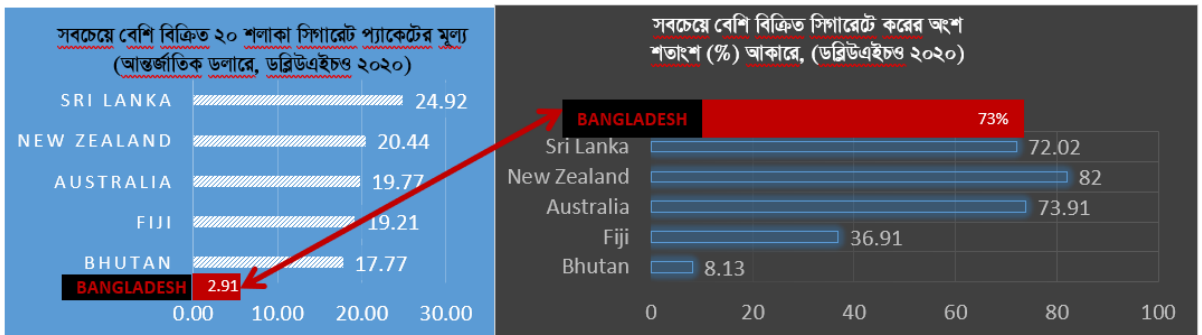 সবচেয়ে বেশি বিক্রিত ২০ শলাকা সিগারেট প্যাকেটের মূল্য
(আন্তর্জাতিক ডলারে, ডব্লিউএইচও ২০২০)
SRI LANKA 24.92
NEW ZEALAND 20.44
AUSTRALIA 19.77
FIJI 19.21
BHUTAN 17.77
BANGLADESH 2.91
0.00 10.00 20.00 30.00
সবচেয়ে বেশি বিক্রিত সিগারেটে করের অংশ
শতাংশ (%) আকারে, (ডব্লিউএইচও ২০২০)
BANGLADESH 73%
Sri Lanka 72.02
New Zealand 82
Australia 73.91
Fiji 36.91
Bhutan 8.13
0 20 40 60 80 100